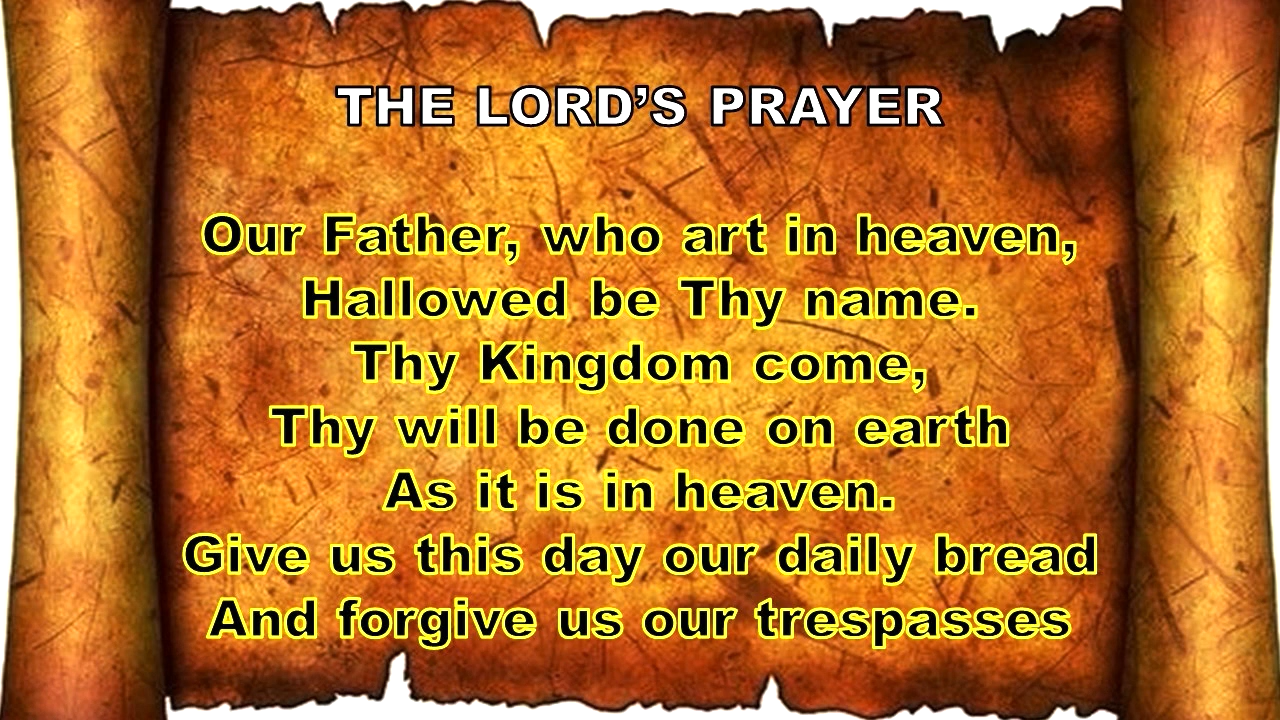 THE LORD’S PRAYER
Our Father, who art in heaven,
Hallowed be Thy name.
Thy Kingdom come,
Thy will be done on earth
As it is in heaven.
Give us this day our daily bread
And forgive us our trespasses